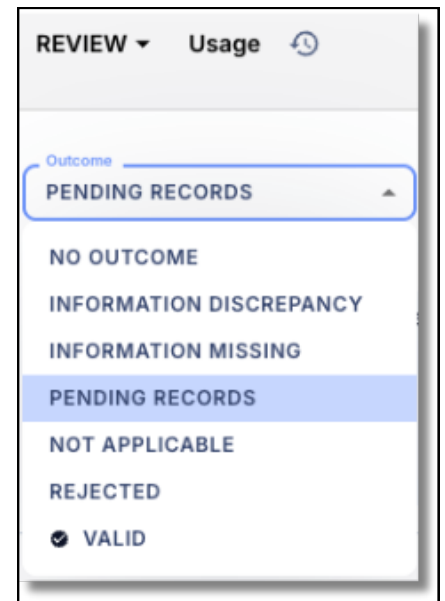 REVIEW Usage
Outcome
PENDING RECORDS
NO OUTCOME
INFORMATION DISCREPANCY
INFORMATION MISSING
PENDING RECORDS
NOT APPLICABLE
REJECTED
VALID